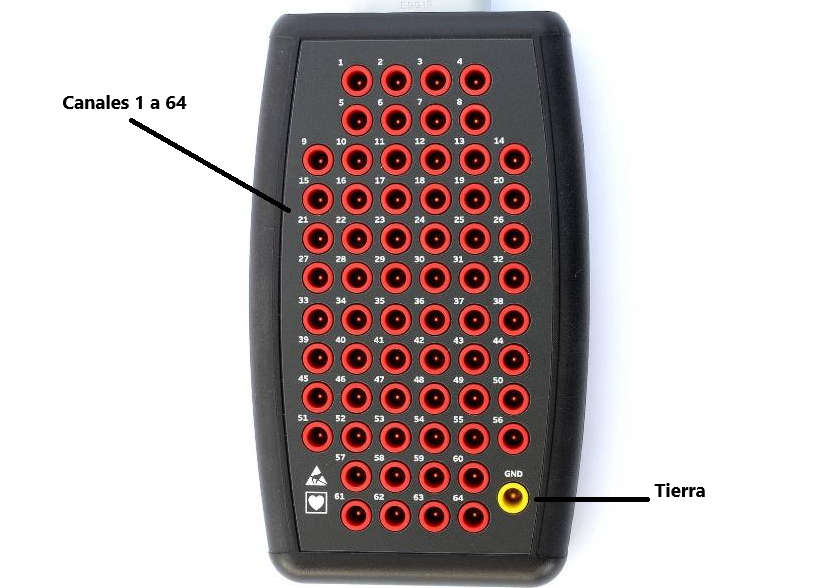 1 2 3 4
5 6 7 8
Canales 1 a 64
9 10 11 12 13 14
15 16 17 18 19 20
21 22 23 24 25 26
27 28 29 30 31 32
33 34 35 36 37 38
39 40 41 42 43 44
45 46 47 48 49 50
51 52 53 54 55 56
57 58 59 60 GND
Tierra
61 62 63 64